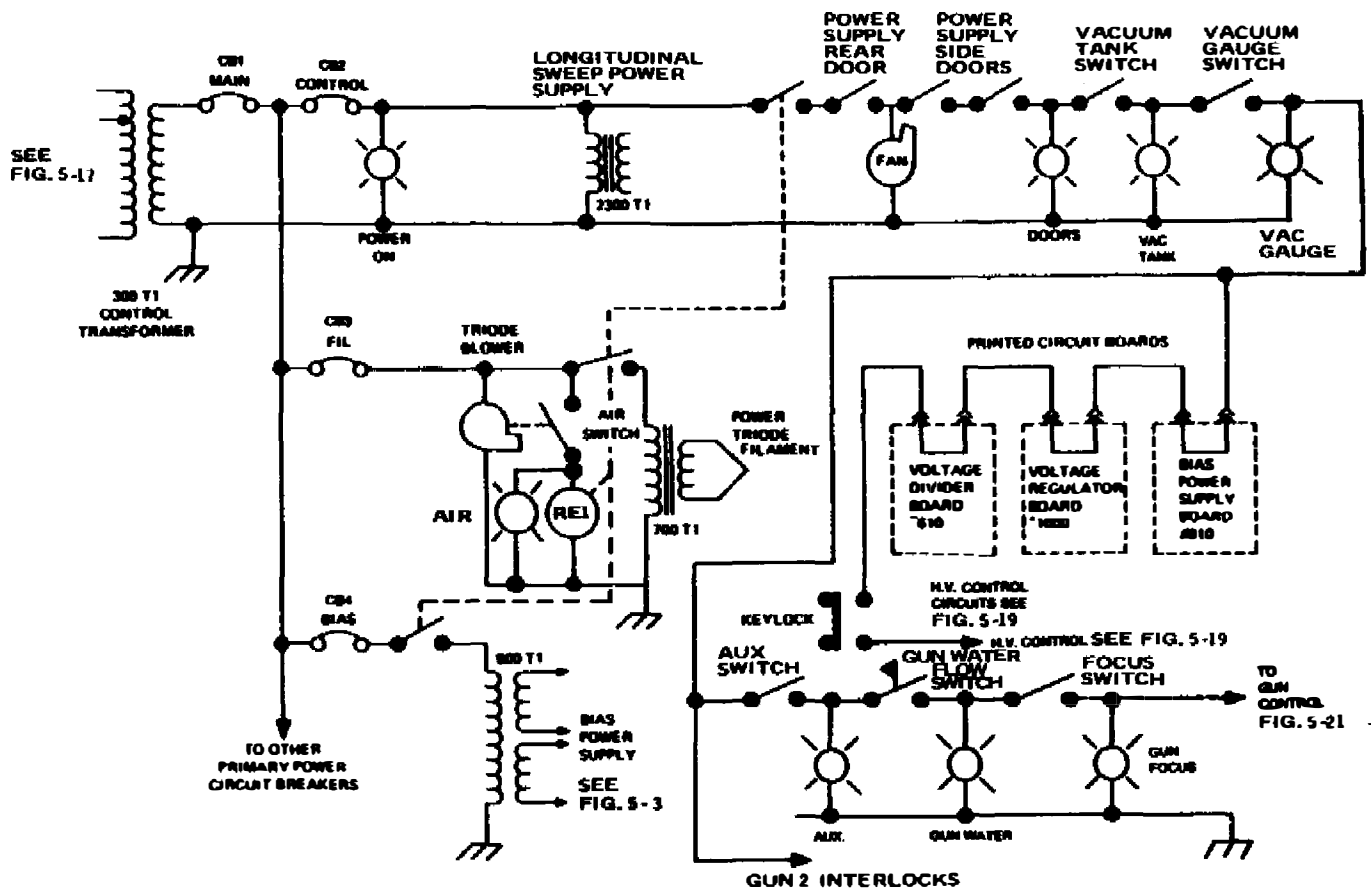 CB1
MAIN
CB2
CONTROL
LONGITUDINAL
SWEEP POWER
SUPPLY
POWER
SUPPLY
REAR
DOOR
POWER
SUPPLY
SIDE
DOORS
VACUUM
TANK
SWITCH
VACUUM
GAUGE
SWITCH
SEE
FIG. 5-17
FAN
2300 T1
POWER
ON
DOORS
VAC
TANK
VAC
GAUGE
300 T1
CONTROL
TRANSFORMER
CB3
FIL
TRIODE
BLOWER
PRINTED CIRCUIT BOARDS
AIR
SWITCH
POWER
TRIODE
FILAMENT
AIR
RE1
700 T1
VOLTAGE
DIVIDER
BOARD
610
VOLTAGE
REGULATOR
BOARD
BIAS
POWER
SUPPLY
BOARD
CB4
BIAS
KEYLOCK
H.V. CONTROL
CIRCUITS SEE
FIG. 5-19
H.V. CONTROL SEE FIG. 5-19
AUX
SWITCH
GUN WATER
FLOW
SWITCH
FOCUS
SWITCH
TO
GUN
CONTROL
FIG. 5-21
BIAS
POWER
SUPPLY
SEE
FIG. 5-3
TO OTHER
PRIMARY POWER
CIRCUIT BREAKERS
GUN
FOCUS
AUX.
GUN WATER
GUN 2 INTERLOCKS